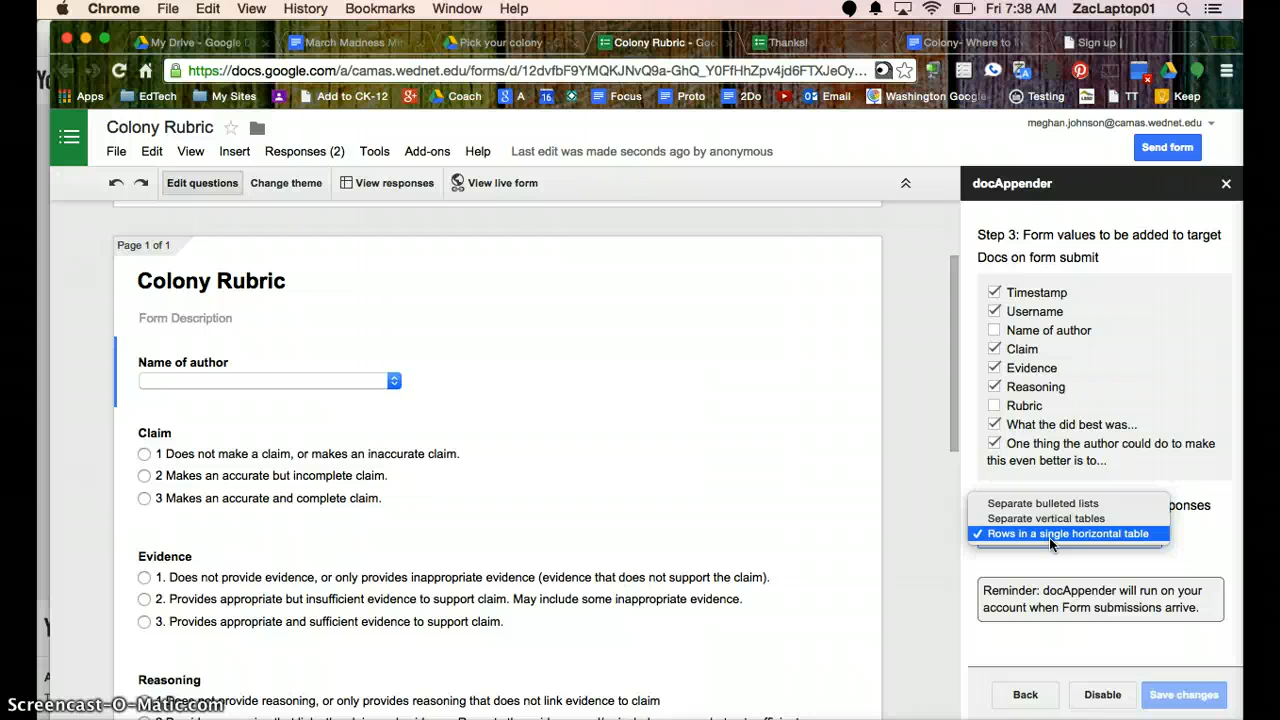 Chrome File Edit View History Bookmarks Window Help Fri 7:38 AM ZacLaptop01
My Drive - Google D
March Madness Mi
Pick your colony -
Colony Rubric - Goo
Thanks!
Colony- Where to li
Sign up |
https://docs.google.com/a/camas.wednet.edu/forms/d/12dvfbF9YMQKJNvQ9a-GhQ_Y0FfHhZpv4jd6FTXJeOy...
Apps EdTech My Sites Add to CK-12 Coach A 16 Focus Proto 2Do Email Washington Googl Testing TT Keep
Colony Rubric
meghan.johnson@camas.wednet.edu
File Edit View Insert Responses (2) Tools Add-ons Help Last edit was made seconds ago by anonymous
Send form
Edit questions Change theme View responses View live form
Page 1 of 1
Colony Rubric
Form Description
Name of author
Claim
1 Does not make a claim, or makes an inaccurate claim.
2 Makes an accurate but incomplete claim.
3 Makes an accurate and complete claim.
Evidence
1. Does not provide evidence, or only provides inappropriate evidence (evidence that does not support the claim).
2. Provides appropriate but insufficient evidence to support claim. May include some inappropriate evidence.
3. Provides appropriate and sufficient evidence to support claim.
Reasoning
1 Does not provide reasoning, or only provides reasoning that does not link evidence to claim
docAppender
Step 3: Form values to be added to target
Docs on form submit
Timestamp
Username
Name of author
Claim
Evidence
Reasoning
Rubric
What the did best was...
One thing the author could do to make
this even better is to...
Separate bulleted lists
Separate vertical tables
Rows in a single horizontal table
Reminder: docAppender will run on your
account when Form submissions arrive.
Back Disable Save changes
Screencast-O-Matic.com